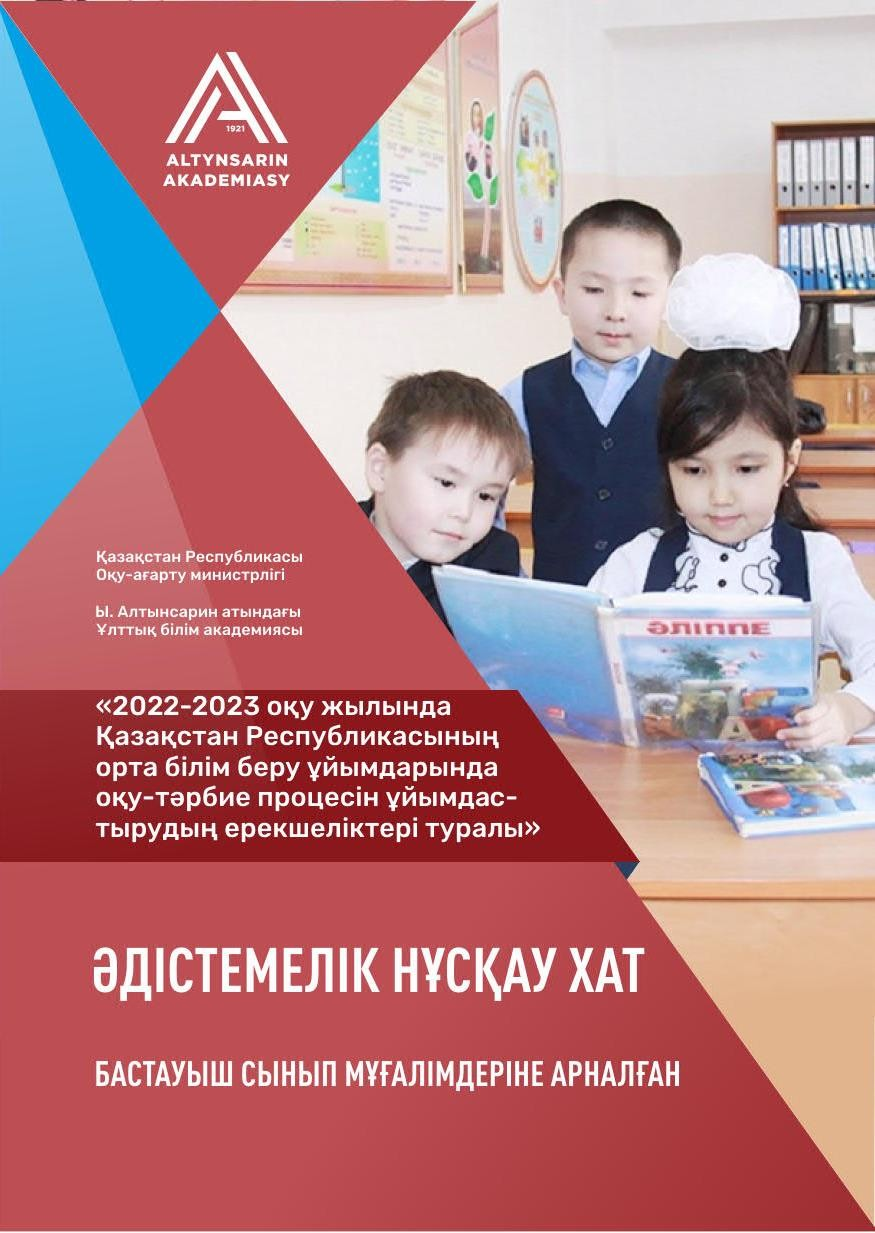 1921
ALTYNSARIN
AKADEMIASY
Қазақстан Республикасы
Оқу-ағарту министрлігі
Ы. Алтынсарин атындағы
Ұлттық білім академиясы
«2022-2023 оқу жылында
Қазақстан Республикасының
орта білім беру ұйымдарында
оқу-тәрбие процесін ұйымдас-
тырудың ерекшеліктері туралы»
ӘЛІППЕ
ӘДІСТЕМЕЛІК НҰСҚАУ ХАТ
БАСТАУЫШ СЫНЫП МҰҒАЛІМДЕРІНЕ АРНАЛҒАН